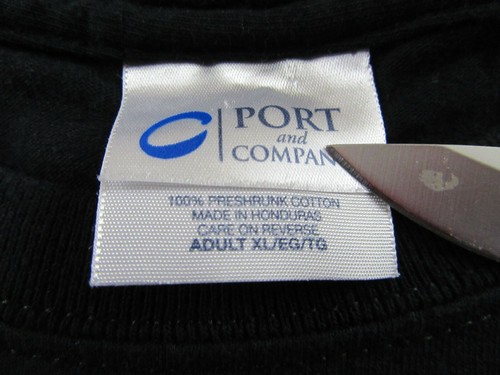 PORT
and
COMPAN
100% PRESHRUNK COTTON
MADE IN HONDURAS
CARE ON REVERSE
ADULT XL/EG/TG